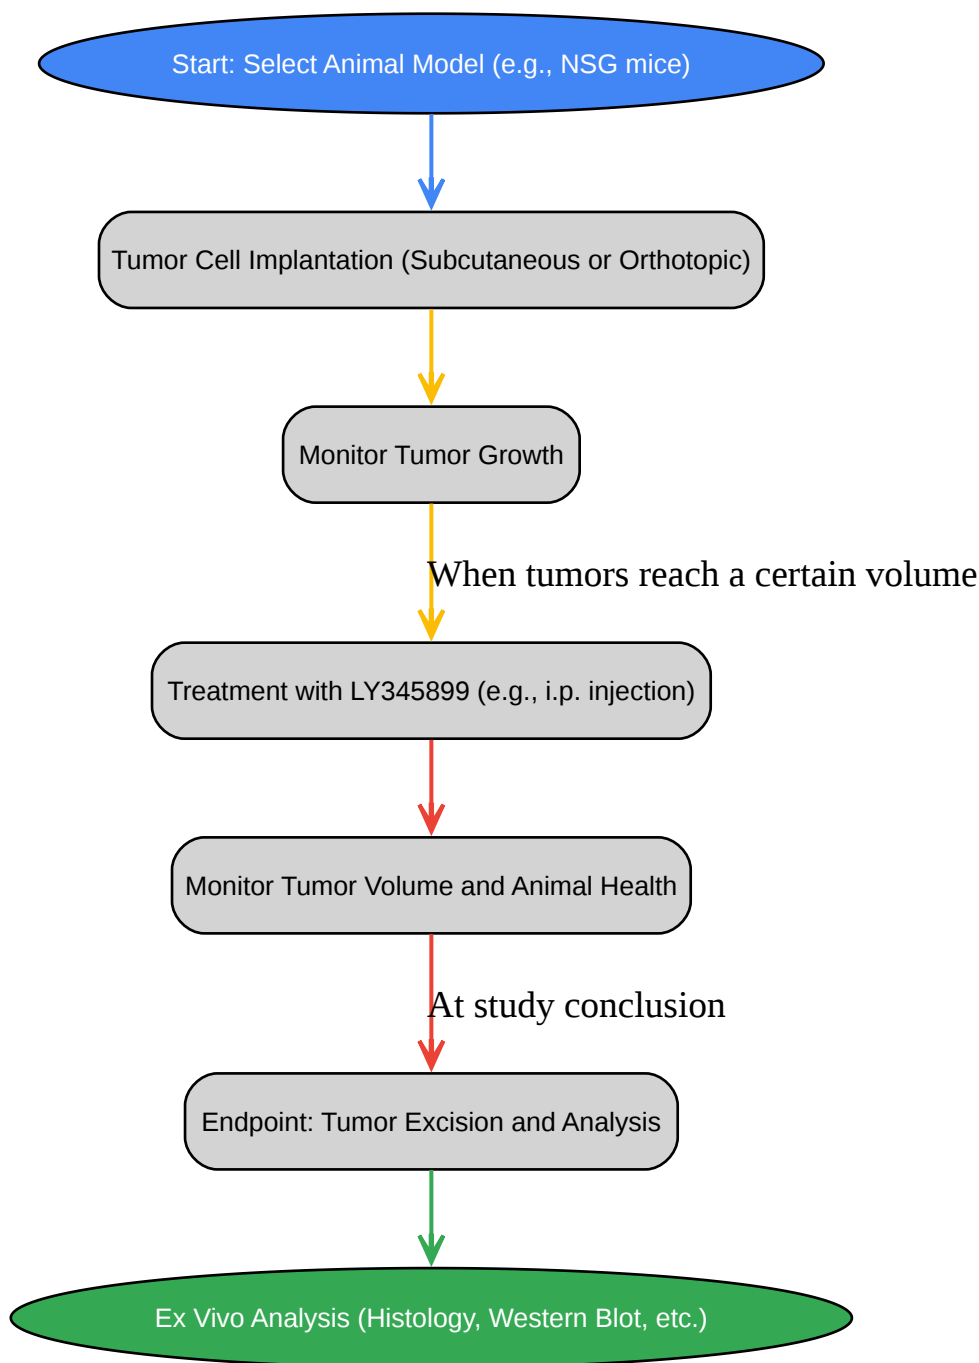 Start: Select Animal Model (e.g., NSG mice)
Tumor Cell Implantation (Subcutaneous or Orthotopic)
Monitor Tumor Growth
When tumors reach a certain volume
Treatment with LY345899 (e.g., i.p. injection)
Monitor Tumor Volume and Animal Health
At study conclusion
Endpoint: Tumor Excision and Analysis
Ex Vivo Analysis (Histology, Western Blot, etc.)